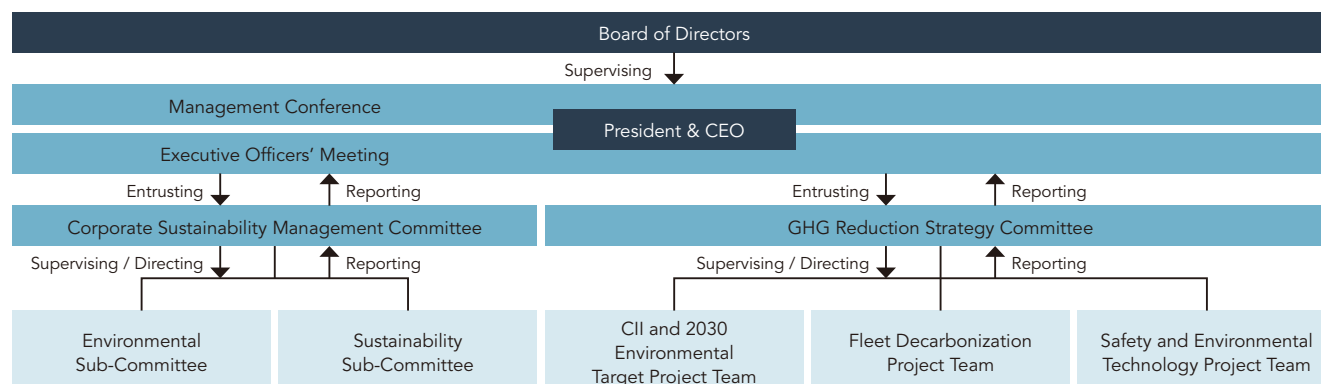 Board of Directors
Supervising
Management Conference
President & CEO
Executive Officers’ Meeting
Entrusting
Reporting
Entrusting
Reporting
Corporate Sustainability Management Committee
GHG Reduction Strategy Committee
Supervising / Directing
Reporting
Supervising / Directing
Reporting
Environmental
Sub-Committee
Sustainability
Sub-Committee
CII and 2030
Environmental
Target Project Team
Fleet Decarbonization
Project Team
Safety and Environmental
Technology Project Team